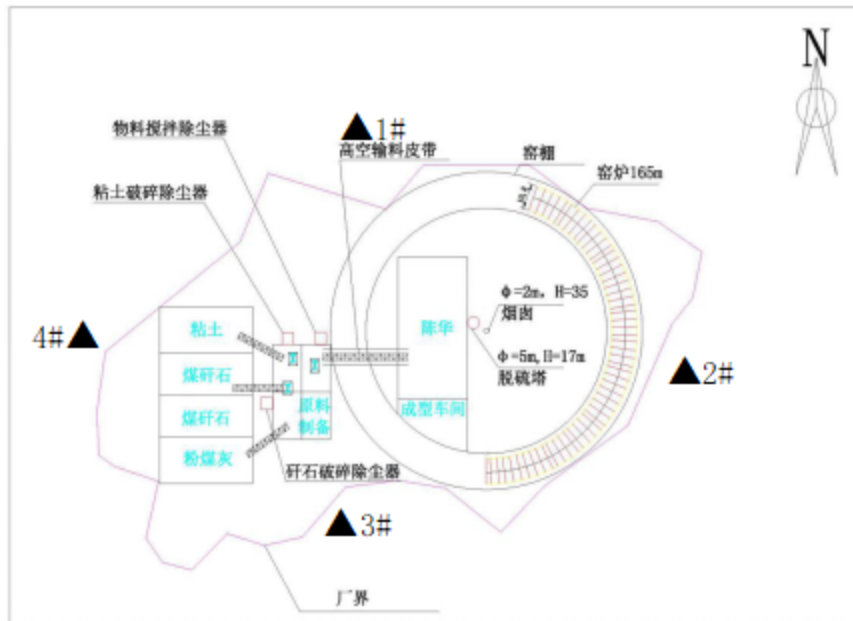 N
▲1#
物料搅拌除尘器
高空输料皮带
窑棚
窑炉165m
粘土破碎除尘器
Φ=2m, H=35
烟囱
粘土
陈华
4#▲
Φ=5m,H=17m
脱硫塔
煤矸石
▲2#
煤矸石
原料
制备
成型车间
粉煤灰
矸石破碎除尘器
▲3#
厂界